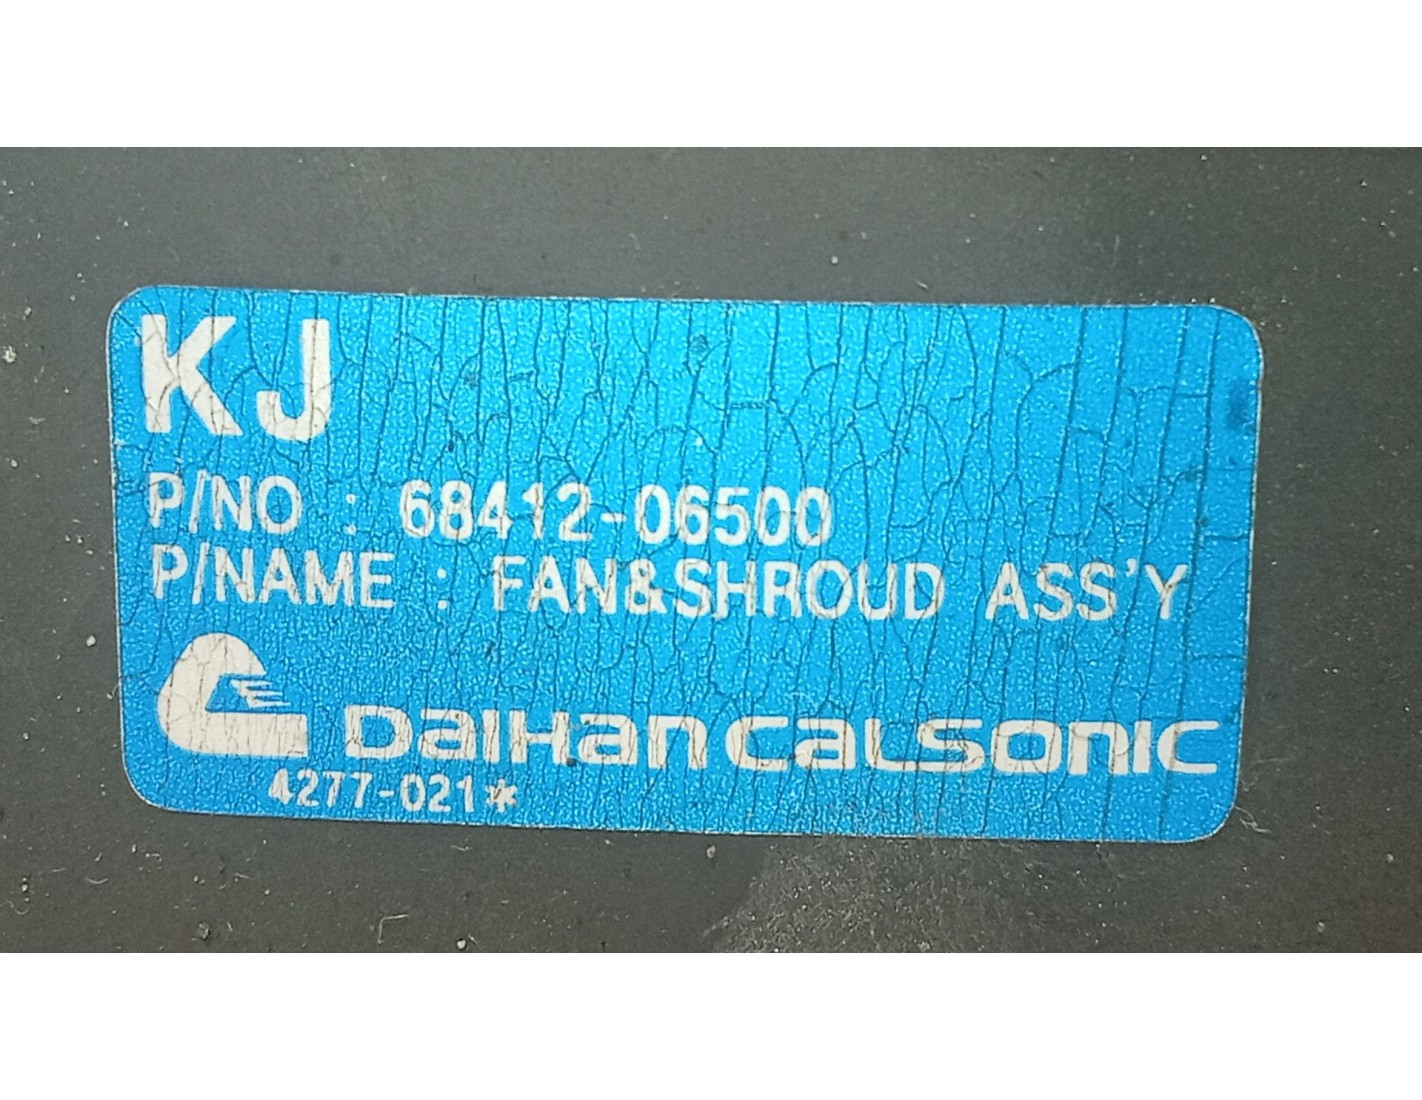 KJ
P/NO : 68412-06500
P/NAME : FAN&SHROUD ASS'Y
DAIHAN CALSONIC
4277-021*